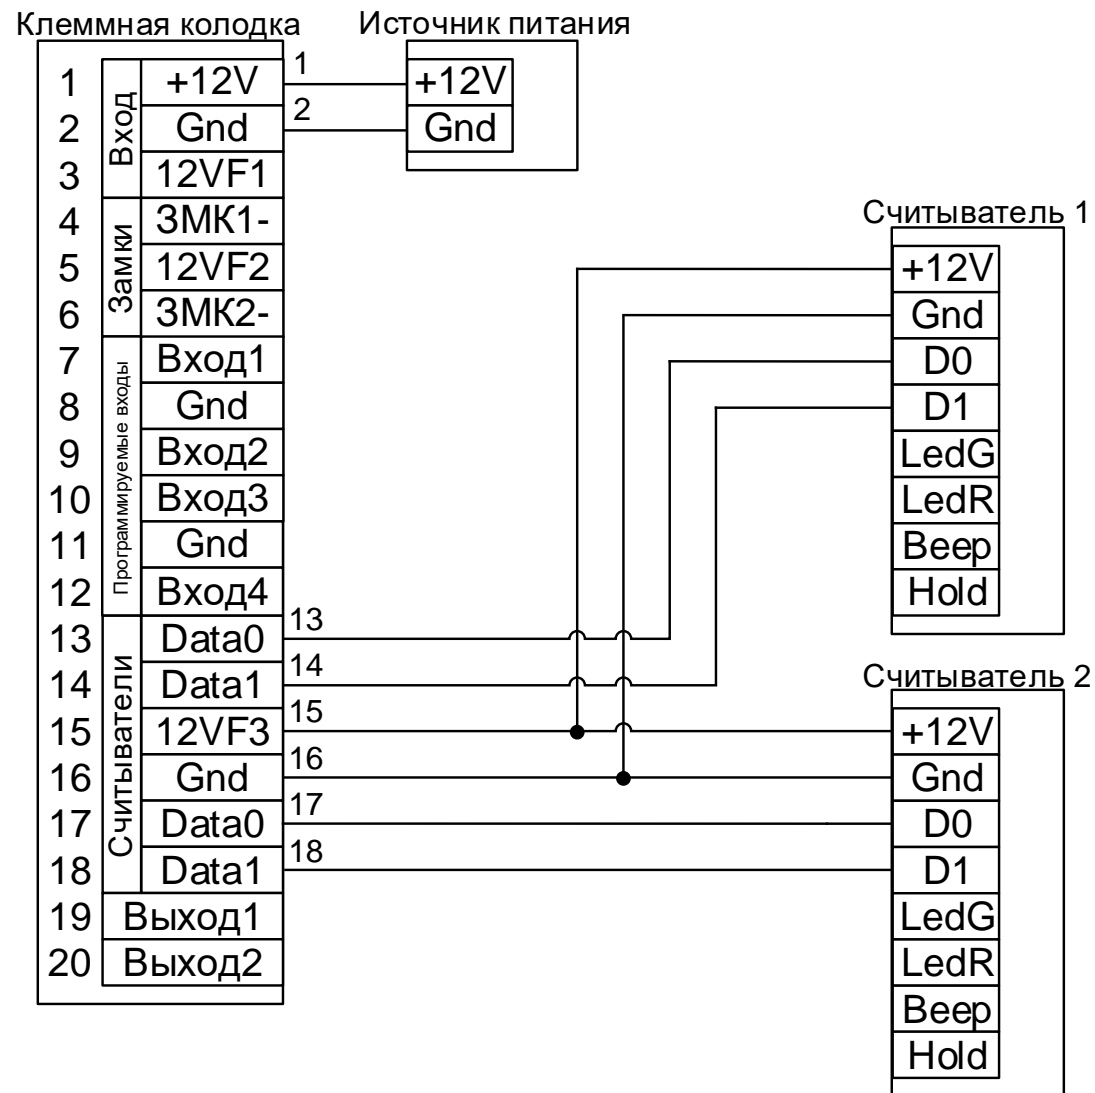 Клеммная колодка
Источник питания
1 +12V 1 +12V
2 Gnd 2 Gnd
3 12VF1
Вход
4 ЗМК1-
5 12VF2
6 ЗМК2-
Замки
7 Вход1
8 Gnd
9 Вход2
10 Вход3
11 Gnd
12 Вход4
Программируемые входы
13 Data0 13
14 Data1 14
15 12VF3 15
16 Gnd 16
17 Data0 17
18 Data1 18
Считыватели
19 Выход1
20 Выход2
Считыватель 1
+12V
Gnd
D0
D1
LedG
LedR
Beep
Hold
Считыватель 2
+12V
Gnd
D0
D1
LedG
LedR
Beep
Hold